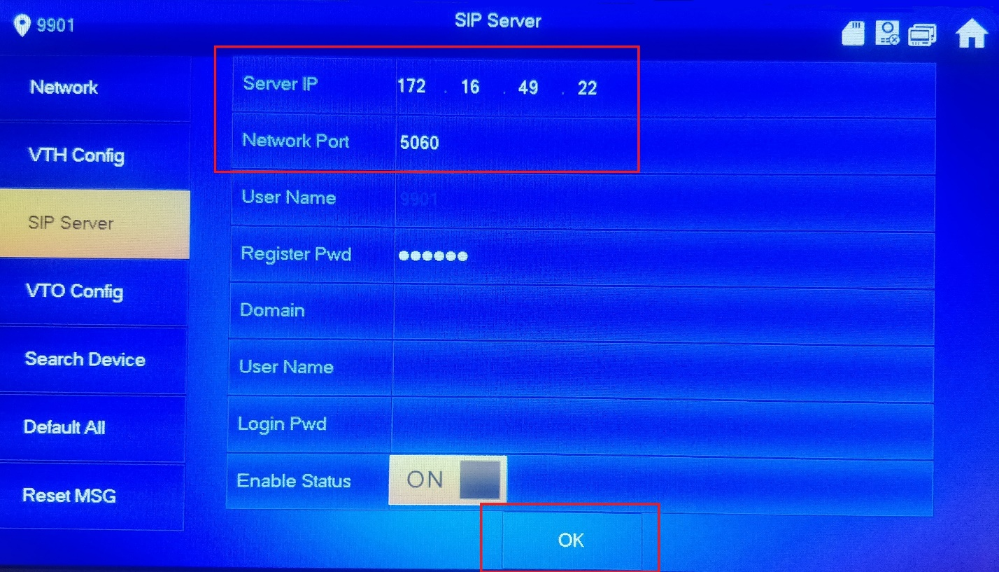 9901
SIP Server
Network
VTH Config
SIP Server
VTO Config
Search Device
Default All
Reset MSG
Server IP 172 . 16 . 49 . 22
Network Port 5060
User Name 9901
Register Pwd ●●●●●●
Domain
User Name
Login Pwd
Enable Status ON
OK